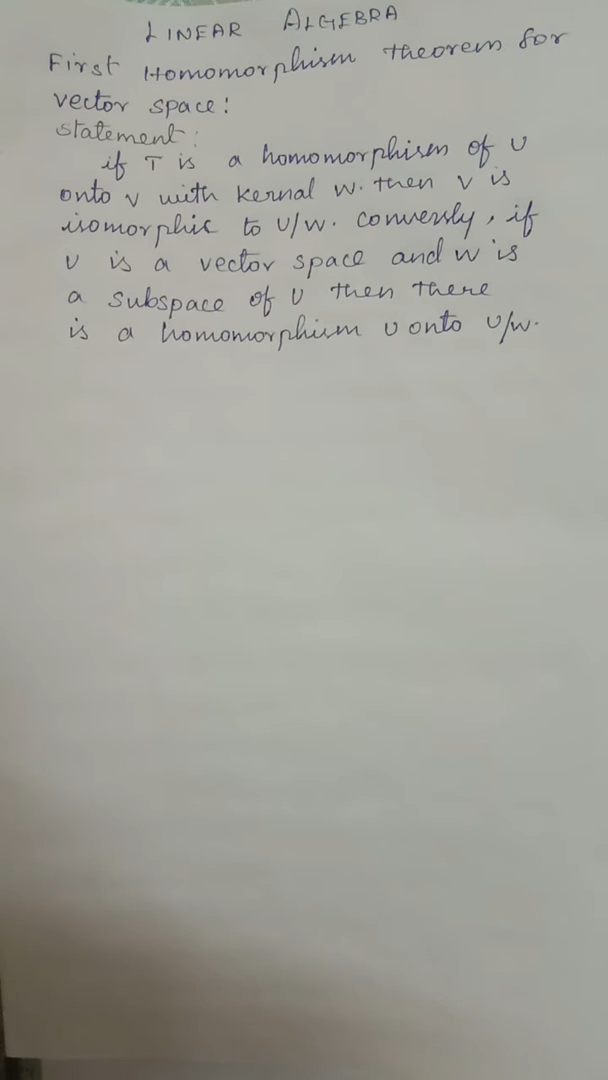 LINEAR ALGEBRA
First Homomorphism theorem for
vector space:
statement:
if T is a homomorphism of U
onto V with kernal W. then V is
isomorphic to U/W. conversly, if
U is a vector space and W is
a subspace of U then there
is a homomorphism U onto U/W.